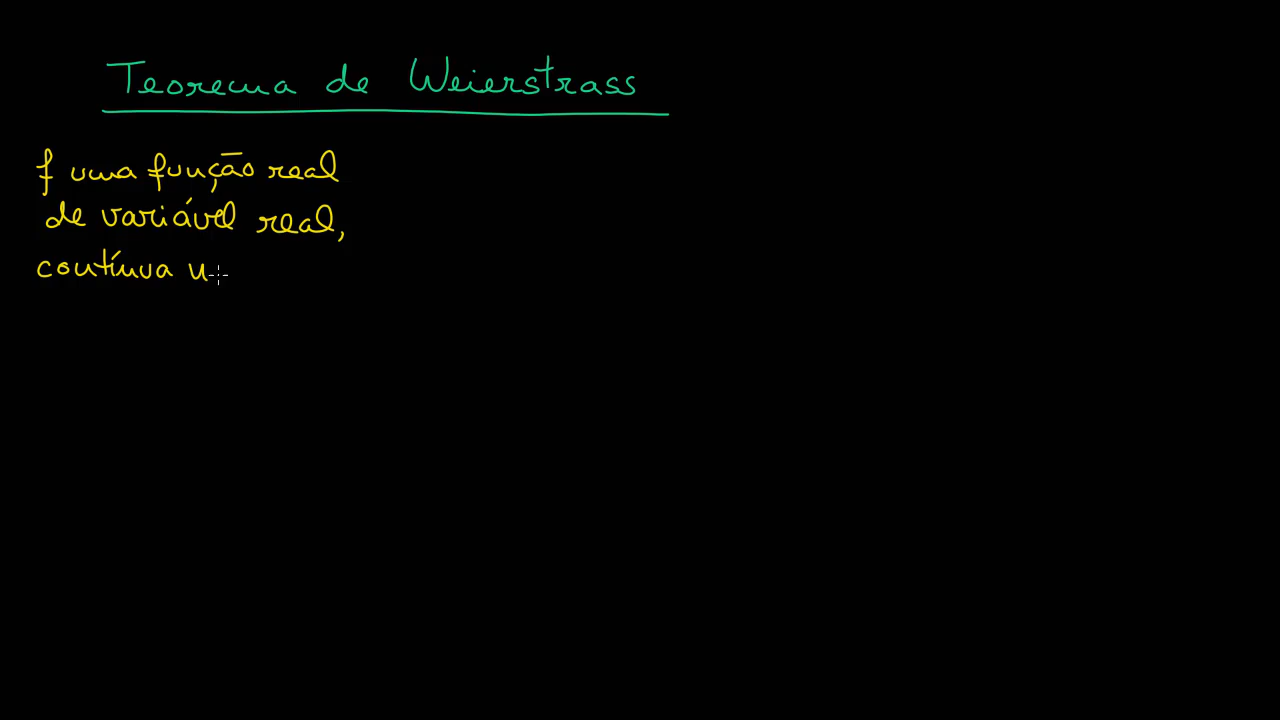 Teorema de Weierstrass
f uma função real
de variável real,
contínua n